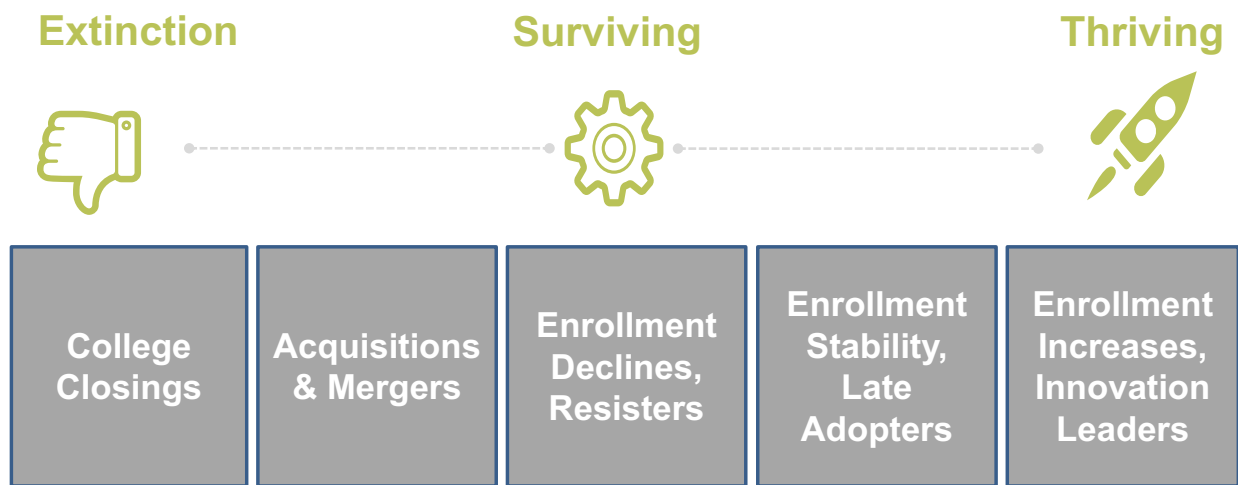 Extinction
Surviving
Thriving
College
Closings
Acquisitions
& Mergers
Enrollment
Declines,
Resisters
Enrollment
Stability,
Late
Adopters
Enrollment
Increases,
Innovation
Leaders